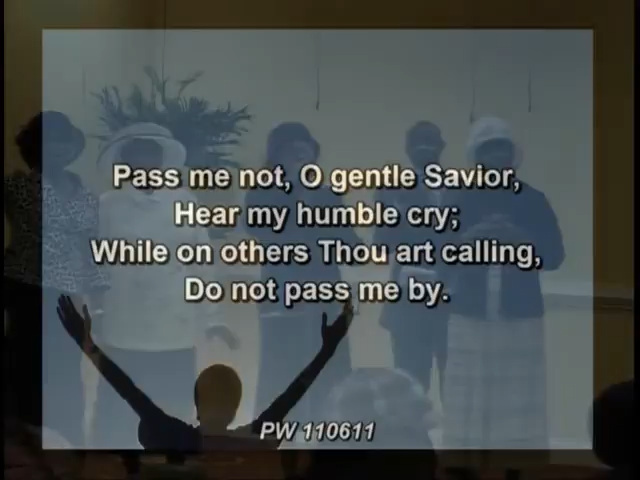 Pass me not, O gentle Savior,
Hear my humble cry;
While on others Thou art calling,
Do not pass me by.
PW 110611